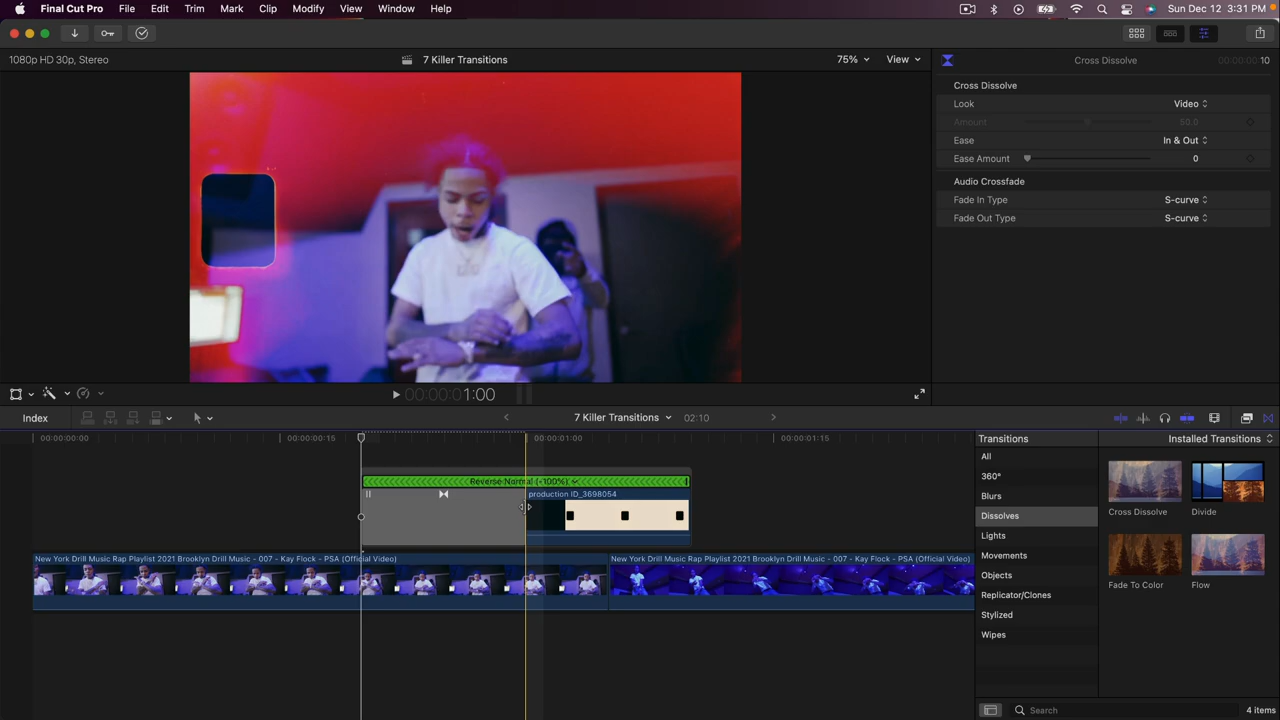 Final Cut Pro File Edit Trim Mark Clip Modify View Window Help Sun Dec 12 3:31 PM
1080p HD 30p, Stereo 7 Killer Transitions 75% View Cross Dissolve 00:00:00:10
Cross Dissolve
Look Video
Amount 50.0
Ease In & Out
Ease Amount 0
Audio Crossfade
Fade In Type S-curve
Fade Out Type S-curve
00:00:00:01:00
Index 7 Killer Transitions 02:10
00:00:00:00 00:00:00:15 00:00:01:00 00:00:01:15
Reverse Normal (-100%)
production ID_3698054
New York Drill Music Rap Playlist 2021 Brooklyn Drill Music - 007 - Kay Flock - PSA (Official Video)
New York Drill Music Rap Playlist 2021 Brooklyn Drill Music - 007 - Kay Flock - PSA (Official Video)
Transitions Installed Transitions
All
360°
Blurs
Dissolves
Lights
Movements
Objects
Replicator/Clones
Stylized
Wipes
Cross Dissolve Divide
Fade To Color Flow
Search 4 items